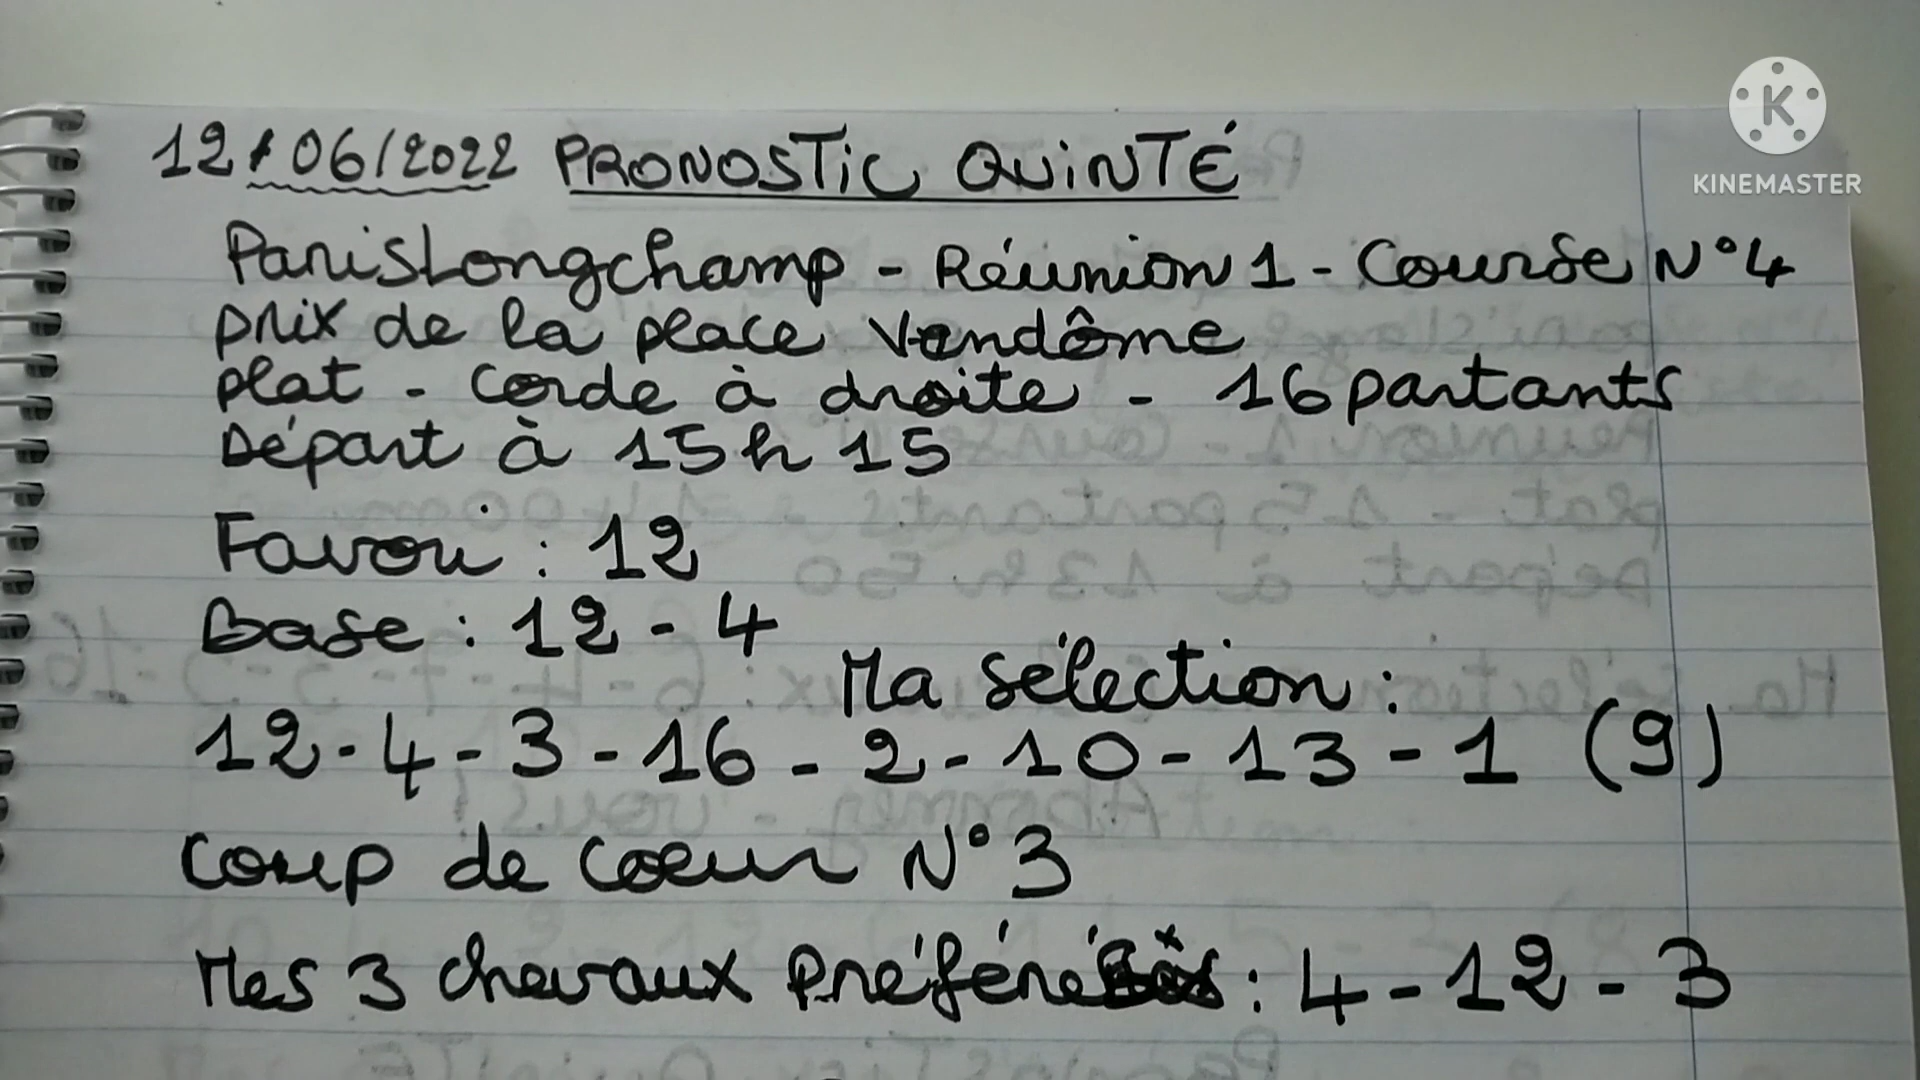 12/06/2022 PRONOSTIC QUINTÉ
ParisLongchamp - Réunion 1 - Course N°4
prix de la place Vendôme
plat - corde à droite - 16 partants
Départ à 15h15
Favori : 12
Base : 12 - 4
Ma sélection :
12 - 4 - 3 - 16 - 2 - 10 - 13 - 1 (9)
Coup de coeur N°3
Mes 3 chevaux préférés : 4 - 12 - 3
KINEMASTER